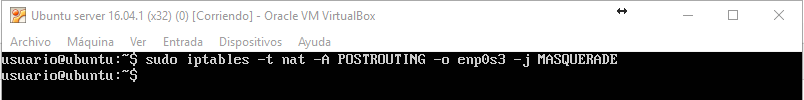 Ubuntu server 16.04.1 (x32) (0) [Corriendo] - Oracle VM VirtualBox
Archivo Máquina Ver Entrada Dispositivos Ayuda
usuario@ubuntu:~$ sudo iptables -t nat -A POSTROUTING -o enp0s3 -j MASQUERADE
usuario@ubuntu:~$